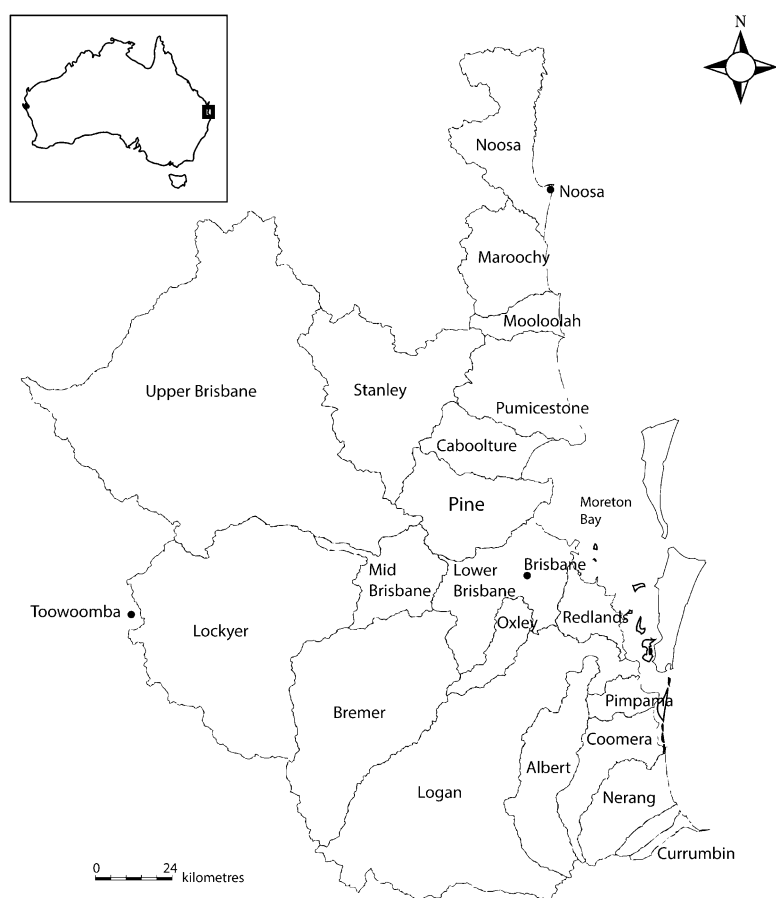 N
Noosa
Noosa
Maroochy
Mooloolah
Upper Brisbane
Stanley
Pumicestone
Caboolture
Pine
Moreton
Bay
Mid
Brisbane
Lower
Brisbane
Brisbane
Toowoomba
Lockyer
Oxley
Redlands
Pimpama
Bremer
Coomera
Albert
Logan
Nerang
Currumbin
0 24
kilometres